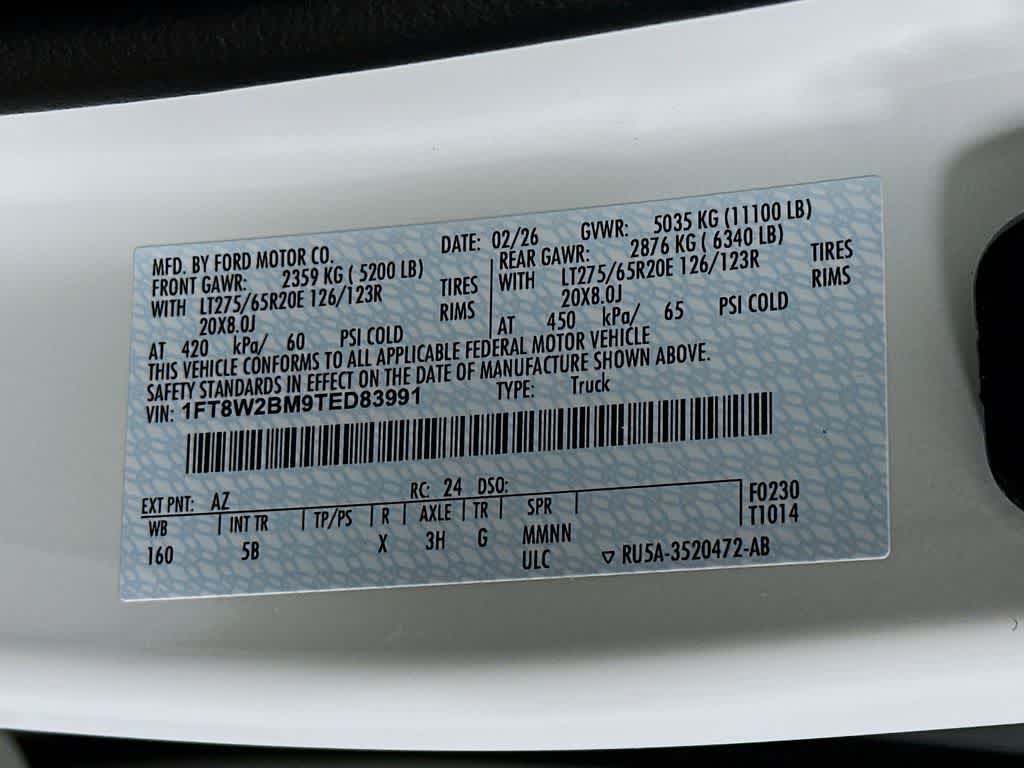 MFD. BY FORD MOTOR CO. DATE: 02/26 GVWR: 5035 KG (11100 LB)
FRONT GAWR: 2359 KG ( 5200 LB) REAR GAWR: 2876 KG ( 6340 LB)
WITH LT275/65R20E 126/123R TIRES WITH LT275/65R20E 126/123R TIRES
20X8.0J RIMS 20X8.0J RIMS
AT 420 kPa/ 60 PSI COLD AT 450 kPa/ 65 PSI COLD
THIS VEHICLE CONFORMS TO ALL APPLICABLE FEDERAL MOTOR VEHICLE
SAFETY STANDARDS IN EFFECT ON THE DATE OF MANUFACTURE SHOWN ABOVE.
VIN: 1FT8W2BM9TED83991 TYPE: Truck
EXT PNT: AZ RC: 24 DSO: F0230
WB INT TR TP/PS R AXLE TR SPR T1014
160 5B X 3H G MMNN
ULC RU5A-3520472-AB